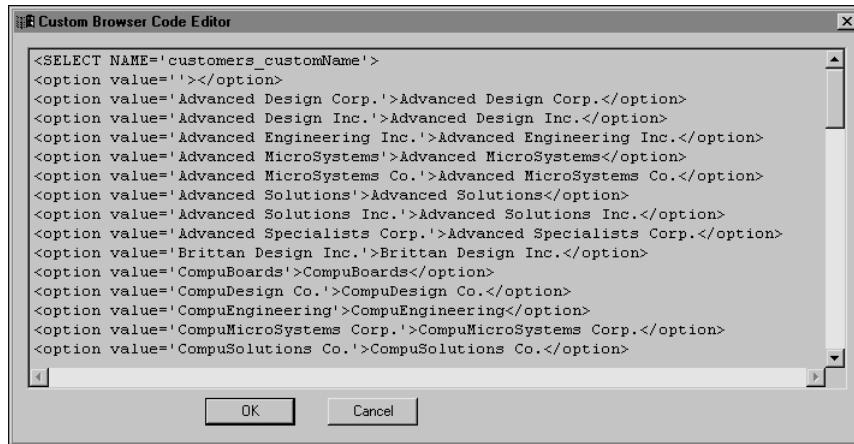 Custom Browser Code Editor
<SELECT NAME='customers_customName'>
<option value=''></option>
<option value='Advanced Design Corp.'>Advanced Design Corp.</option>
<option value='Advanced Design Inc.'>Advanced Design Inc.</option>
<option value='Advanced Engineering Inc.'>Advanced Engineering Inc.</option>
<option value='Advanced MicroSystems'>Advanced MicroSystems</option>
<option value='Advanced MicroSystems Co.'>Advanced MicroSystems Co.</option>
<option value='Advanced Solutions'>Advanced Solutions</option>
<option value='Advanced Solutions Inc.'>Advanced Solutions Inc.</option>
<option value='Advanced Specialists Corp.'>Advanced Specialists Corp.</option>
<option value='Brittan Design Inc.'>Brittan Design Inc.</option>
<option value='CompuBoards'>CompuBoards</option>
<option value='CompuDesign Co.'>CompuDesign Co.</option>
<option value='CompuEngineering'>CompuEngineering</option>
<option value='CompuMicroSystems Corp.'>CompuMicroSystems Corp.</option>
<option value='CompuSolutions Co.'>CompuSolutions Co.</option>
OK Cancel